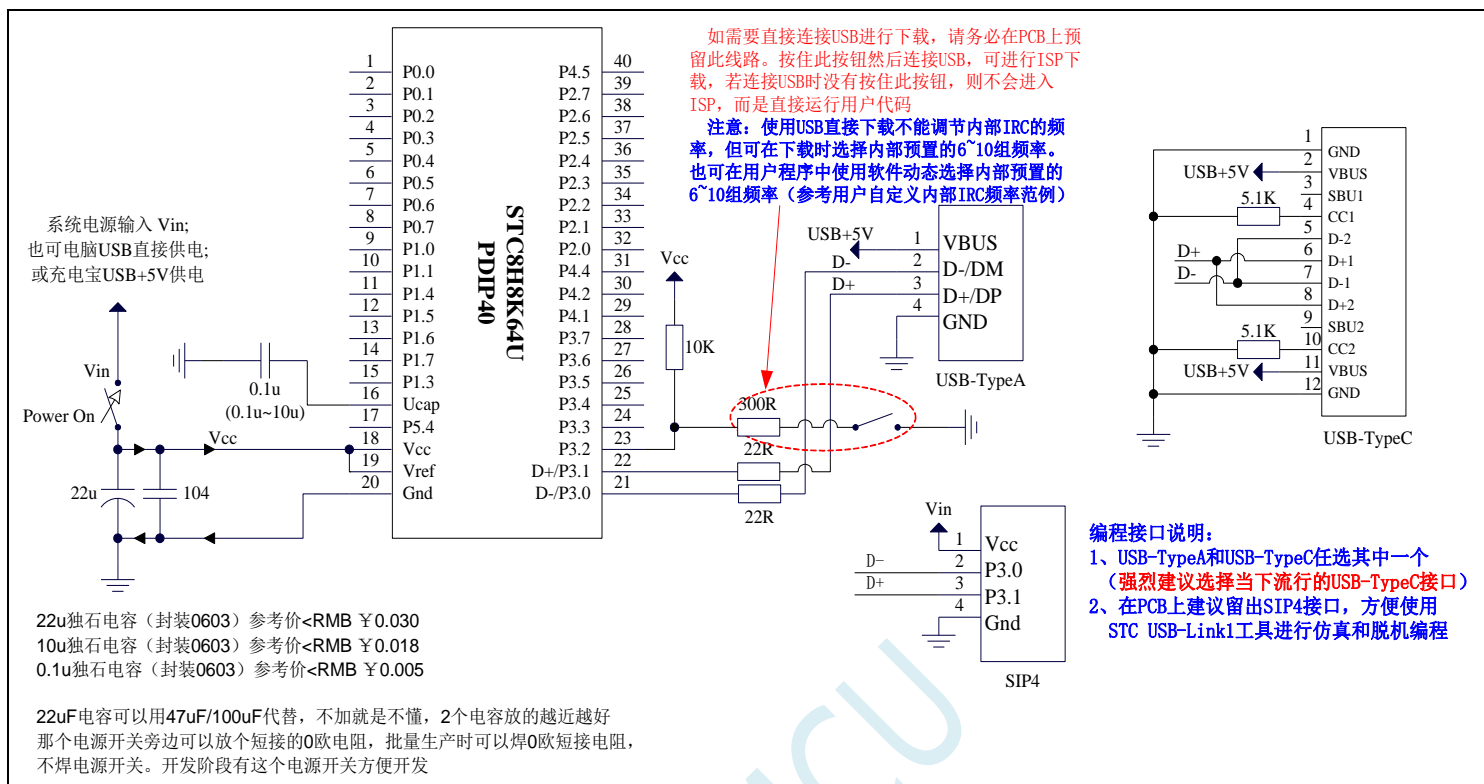 如需要直接连接USB进行下载，请务必在PCB上预
留此线路。按住此按钮然后连接USB，可进行ISP下
载，若连接USB时没有按住此按钮，则不会进入
ISP，而是直接运行用户代码
注意：使用USB直接下载不能调节内部IRC的频
率，但可在下载时选择内部预置的6~10组频率。
也可在用户程序中使用软件动态选择内部预置的
6~10组频率（参考用户自定义内部IRC频率范例）
系统电源输入 Vin;
也可电脑USB直接供电;
或充电宝USB+5V供电
Vin
Power On
Vcc
22u
104
0.1u
(0.1u~10u)
STC8H8K64U
PDIP40
1 P0.0
2 P0.1
3 P0.2
4 P0.3
5 P0.4
6 P0.5
7 P0.6
8 P0.7
9 P1.0
10 P1.1
11 P1.4
12 P1.5
13 P1.6
14 P1.7
15 P1.3
16 Ucap
17 P5.4
18 Vcc
19 Vref
20 Gnd
P4.5 40
P2.7 39
P2.6 38
P2.5 37
P2.4 36
P2.3 35
P2.2 34
P2.1 33
P2.0 32
P4.4 31
P4.2 30
P4.1 29
P3.7 28
P3.6 27
P3.5 26
P3.4 25
P3.3 24
P3.2 23
D+/P3.1 22
D-/P3.0 21
Vcc
10K
300R
22R
22R
USB+5V
D-
D+
1 VBUS
2 D-/DM
3 D+/DP
4 GND
USB-TypeA
USB+5V
5.1K
D+
D-
5.1K
USB+5V
1 GND
2 VBUS
3 SBU1
4 CC1
5 D-2
6 D+1
7 D-1
8 D+2
9 SBU2
10 CC2
11 VBUS
12 GND
USB-TypeC
Vin
D-
D+
1 Vcc
2 P3.0
3 P3.1
4 Gnd
SIP4
编程接口说明：
1、USB-TypeA和USB-TypeC任选其中一个
（强烈建议选择当下流行的USB-TypeC接口）
2、在PCB上建议留出SIP4接口，方便使用
STC USB-Link1工具进行仿真和脱机编程
22u独石电容（封装0603）参考价<RMB ￥0.030
10u独石电容（封装0603）参考价<RMB ￥0.018
0.1u独石电容（封装0603）参考价<RMB ￥0.005
22uF电容可以用47uF/100uF代替，不加就是不懂，2个电容放的越近越好
那个电源开关旁边可以放个短接的0欧电阻，批量生产时可以焊0欧短接电阻，
不焊电源开关。开发阶段有这个电源开关方便开发
MCU